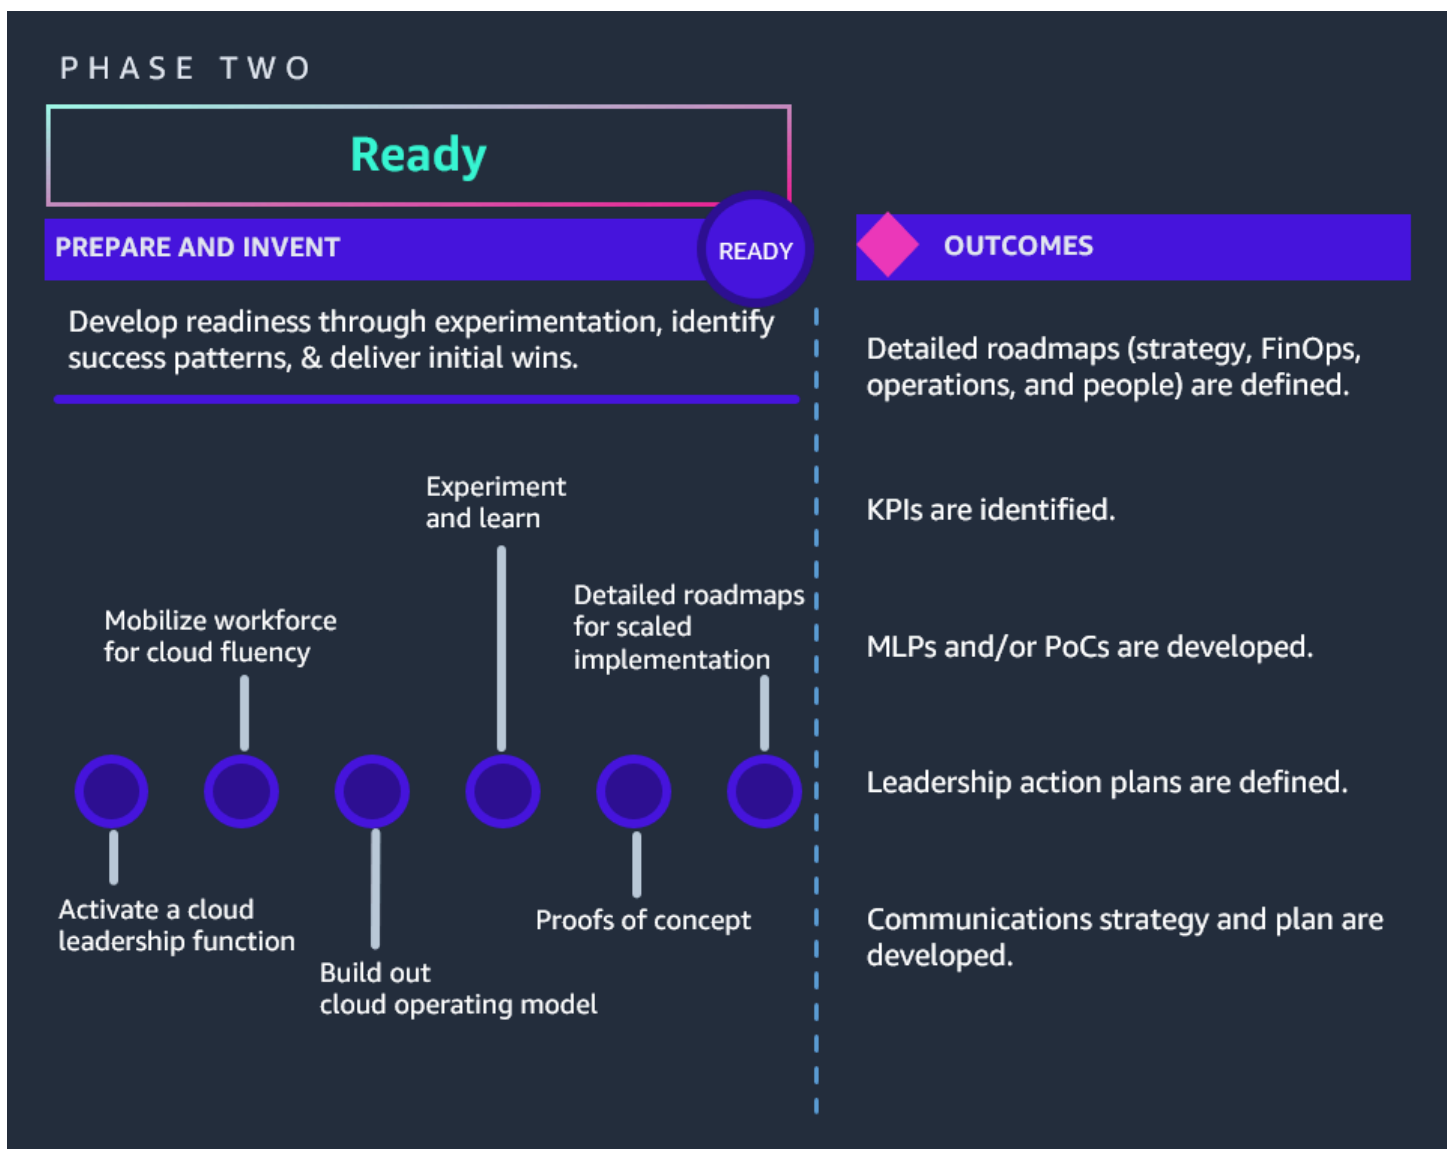 PHASE TWO
Ready
PREPARE AND INVENT
READY
Develop readiness through experimentation, identify
success patterns, & deliver initial wins.
Experiment
and learn
Detailed roadmaps
for scaled
implementation
Mobilize workforce
for cloud fluency
Activate a cloud
leadership function
Proofs of concept
Build out
cloud operating model
OUTCOMES
Detailed roadmaps (strategy, FinOps,
operations, and people) are defined.
KPIs are identified.
MLPs and/or PoCs are developed.
Leadership action plans are defined.
Communications strategy and plan are
developed.